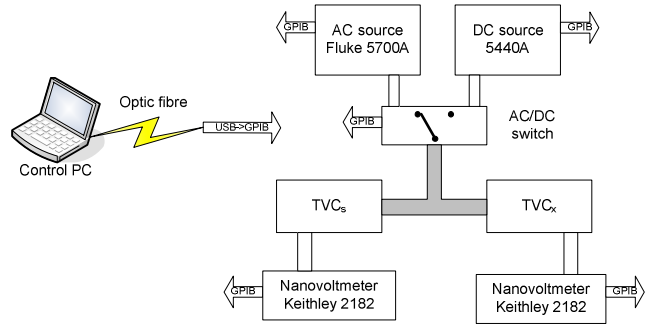 GPIB
AC source
Fluke 5700A
DC source
5440A
GPIB
Optic fibre
USB->GPIB
Control PC
GPIB
AC/DC
switch
TVCs
TVCx
GPIB
Nanovoltmeter
Keithley 2182
Nanovoltmeter
Keithley 2182
GPIB